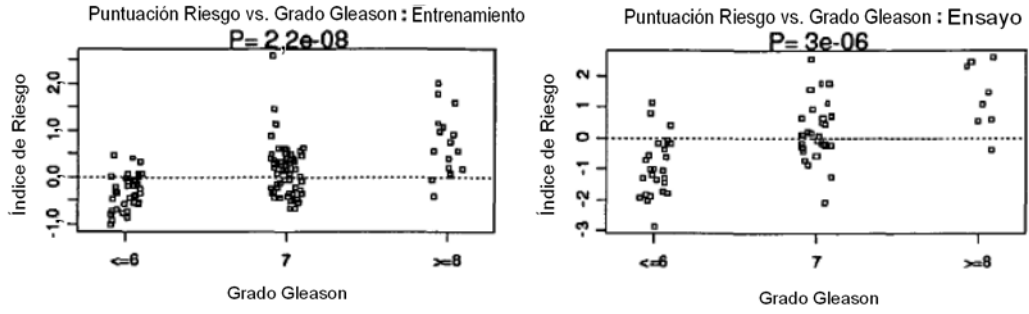 Puntuación Riesgo vs. Grado Gleason : Entrenamiento
P= 2,2e-08
Índice de Riesgo
2,0
1,0
0,0
-1,0
<=6
7
>=8
Grado Gleason
Puntuación Riesgo vs. Grado Gleason : Ensayo
P= 3e-06
Índice de Riesgo
2
1
0
-1
-2
-3
<=6
7
>=8
Grado Gleason